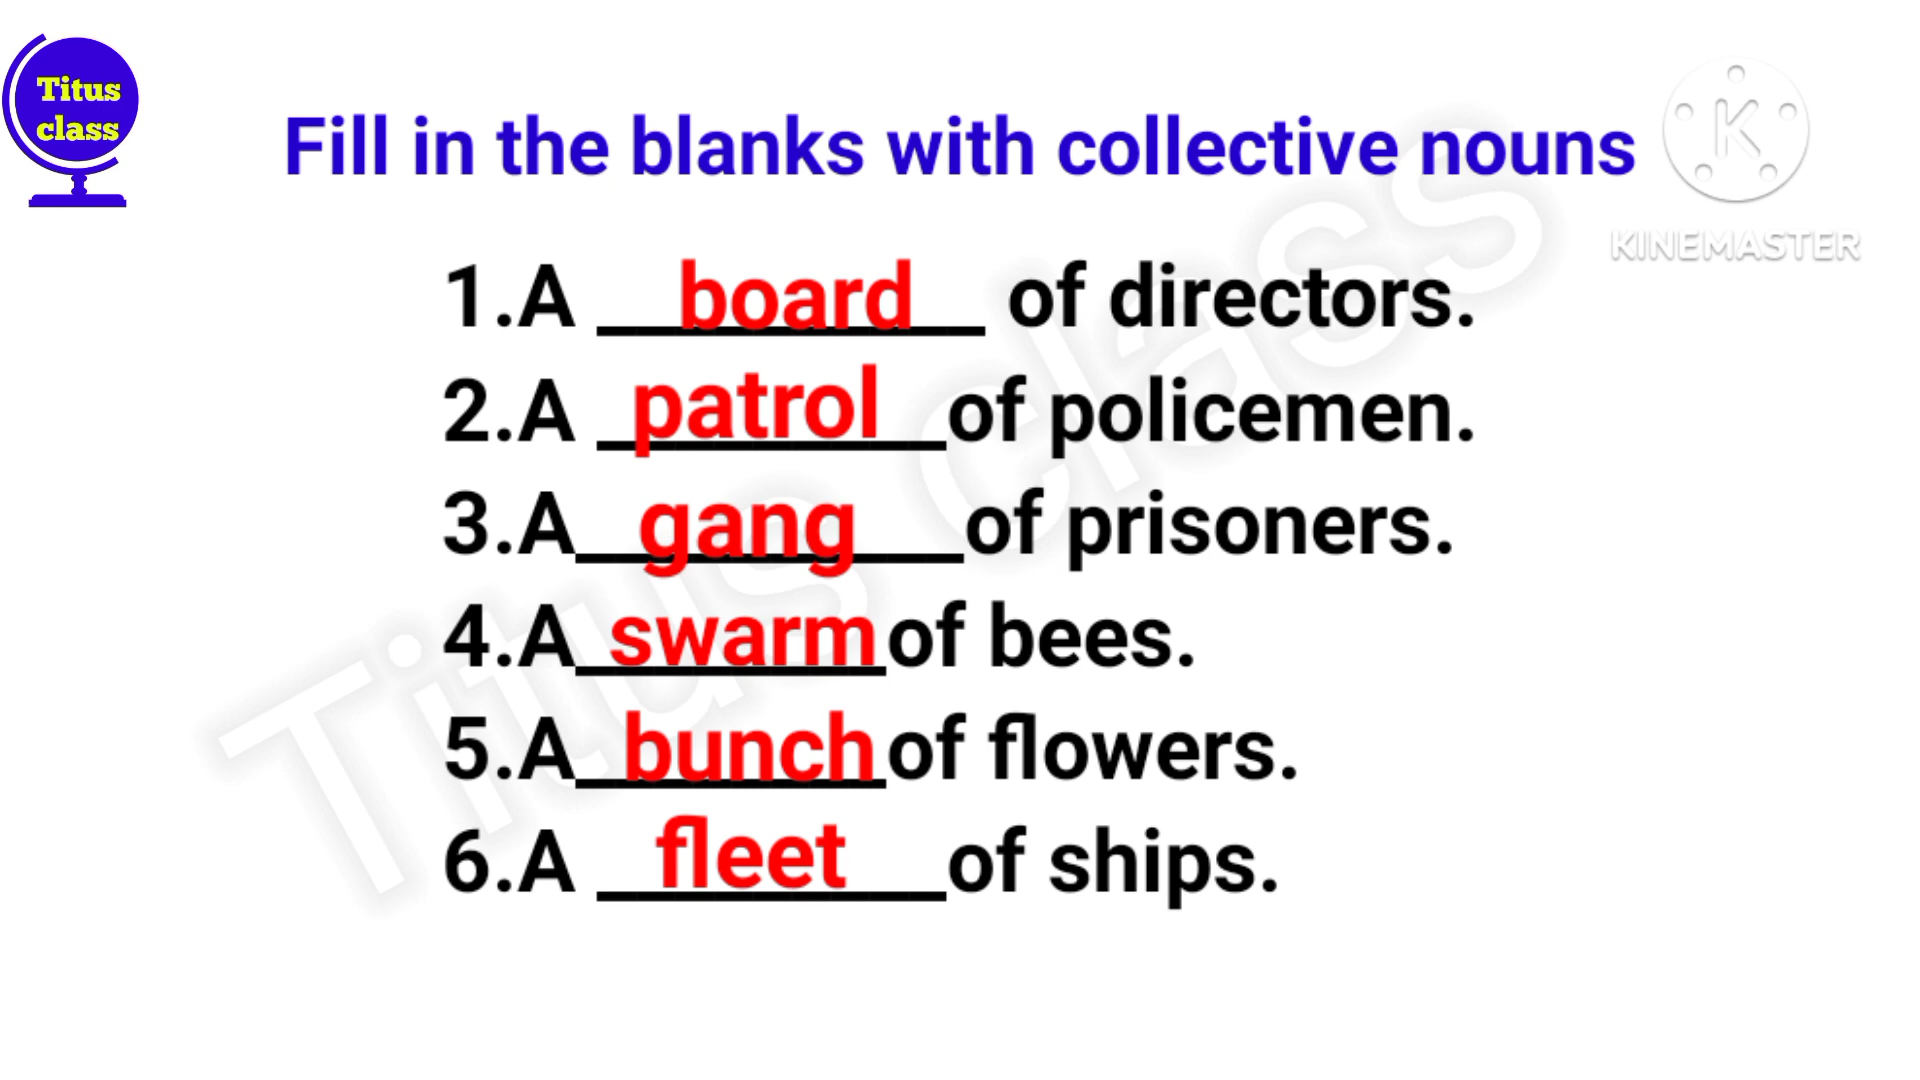 Titus
class
Fill in the blanks with collective nouns
K
KINEMASTER
1.A board of directors.
2.A patrol of policemen.
3.A gang of prisoners.
4.A swarm of bees.
5.A bunch of flowers.
6.A fleet of ships.
Titus class